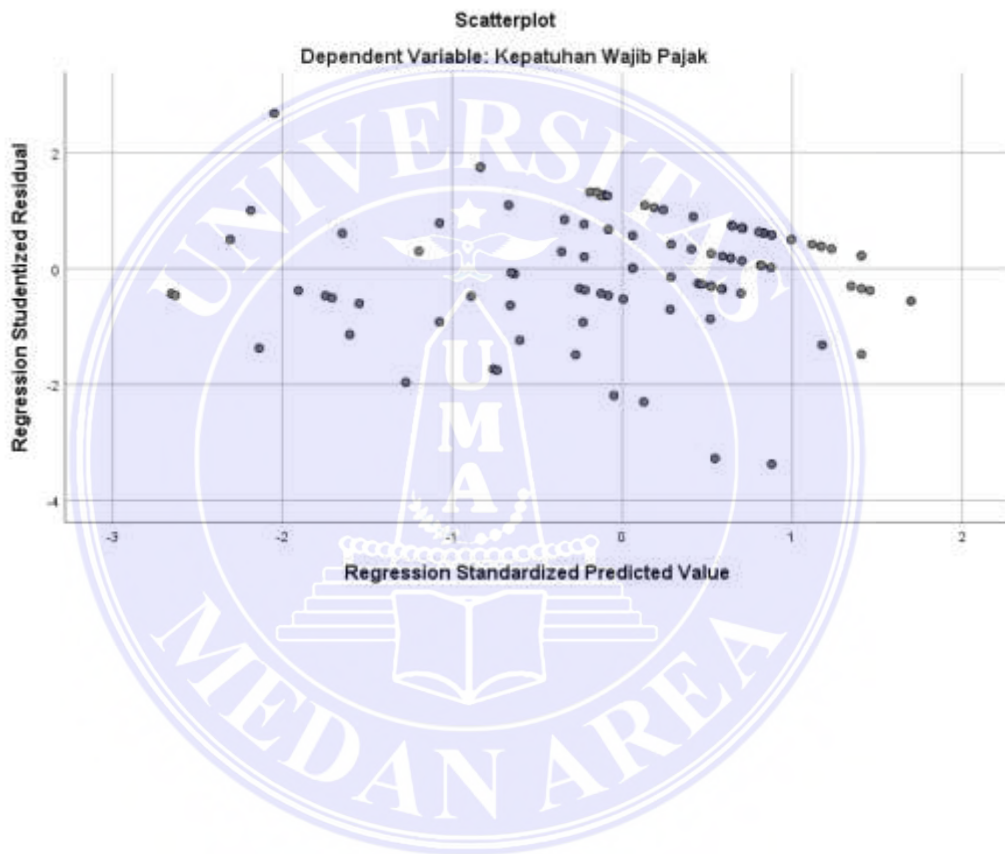 Scatterplot
Dependent Variable: Kepatuhan Wajib Pajak
Regression Studentized Residual
2
0
-2
-4
-3
-2
-1
0
1
2
Regression Standardized Predicted Value
UNIVERSITAS
UMA
MEDAN AREA